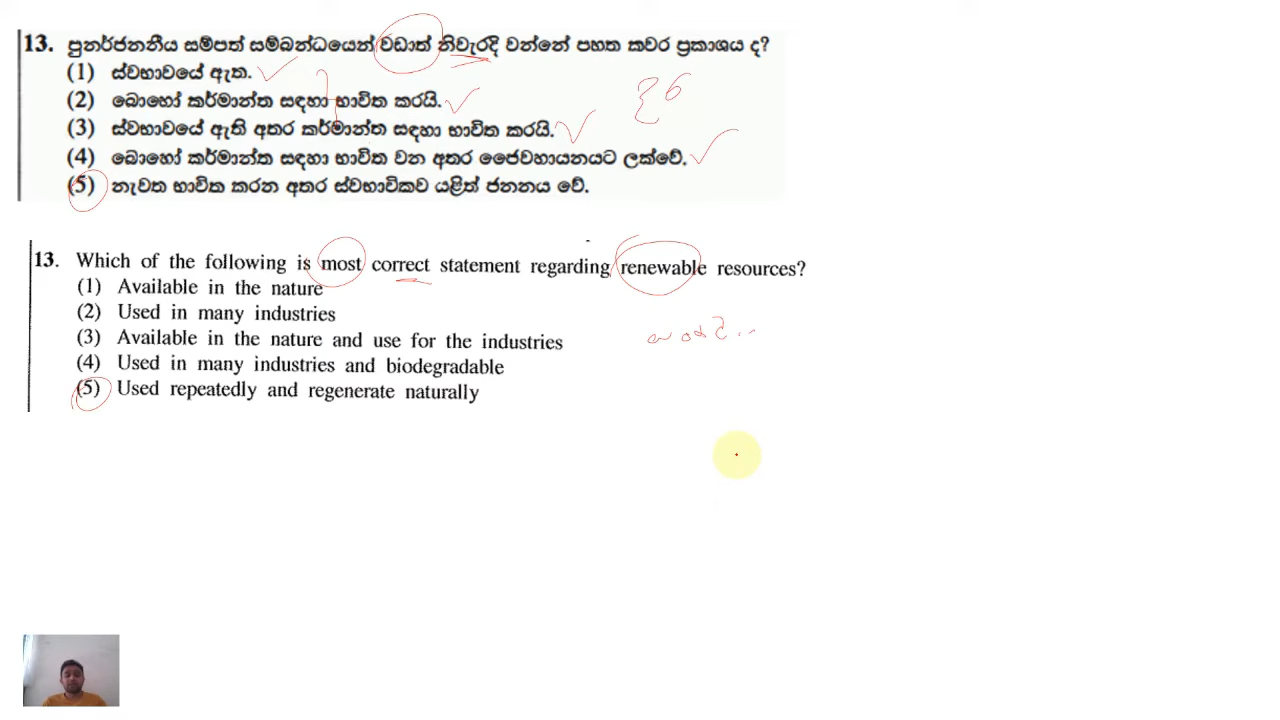 13. පුනර්ජනනීය සම්පත් සම්බන්ධයෙන් වඩාත් නිවැරදි වන්නේ පහත කවර ප්‍රකාශය ද?
(1) ස්වභාවයේ ඇත.
(2) බොහෝ කර්මාන්ත සඳහා භාවිත කරයි.
(3) ස්වභාවයේ ඇති අතර කර්මාන්ත සඳහා භාවිත කරයි.
(4) බොහෝ කර්මාන්ත සඳහා භාවිත වන අතර ජෛවහායනයට ලක්වේ.
(5) නැවත භාවිත කරන අතර ස්වභාවිකව යළිත් ජනනය වේ.
13. Which of the following is most correct statement regarding renewable resources?
(1) Available in the nature
(2) Used in many industries
(3) Available in the nature and use for the industries
(4) Used in many industries and biodegradable
(5) Used repeatedly and regenerate naturally